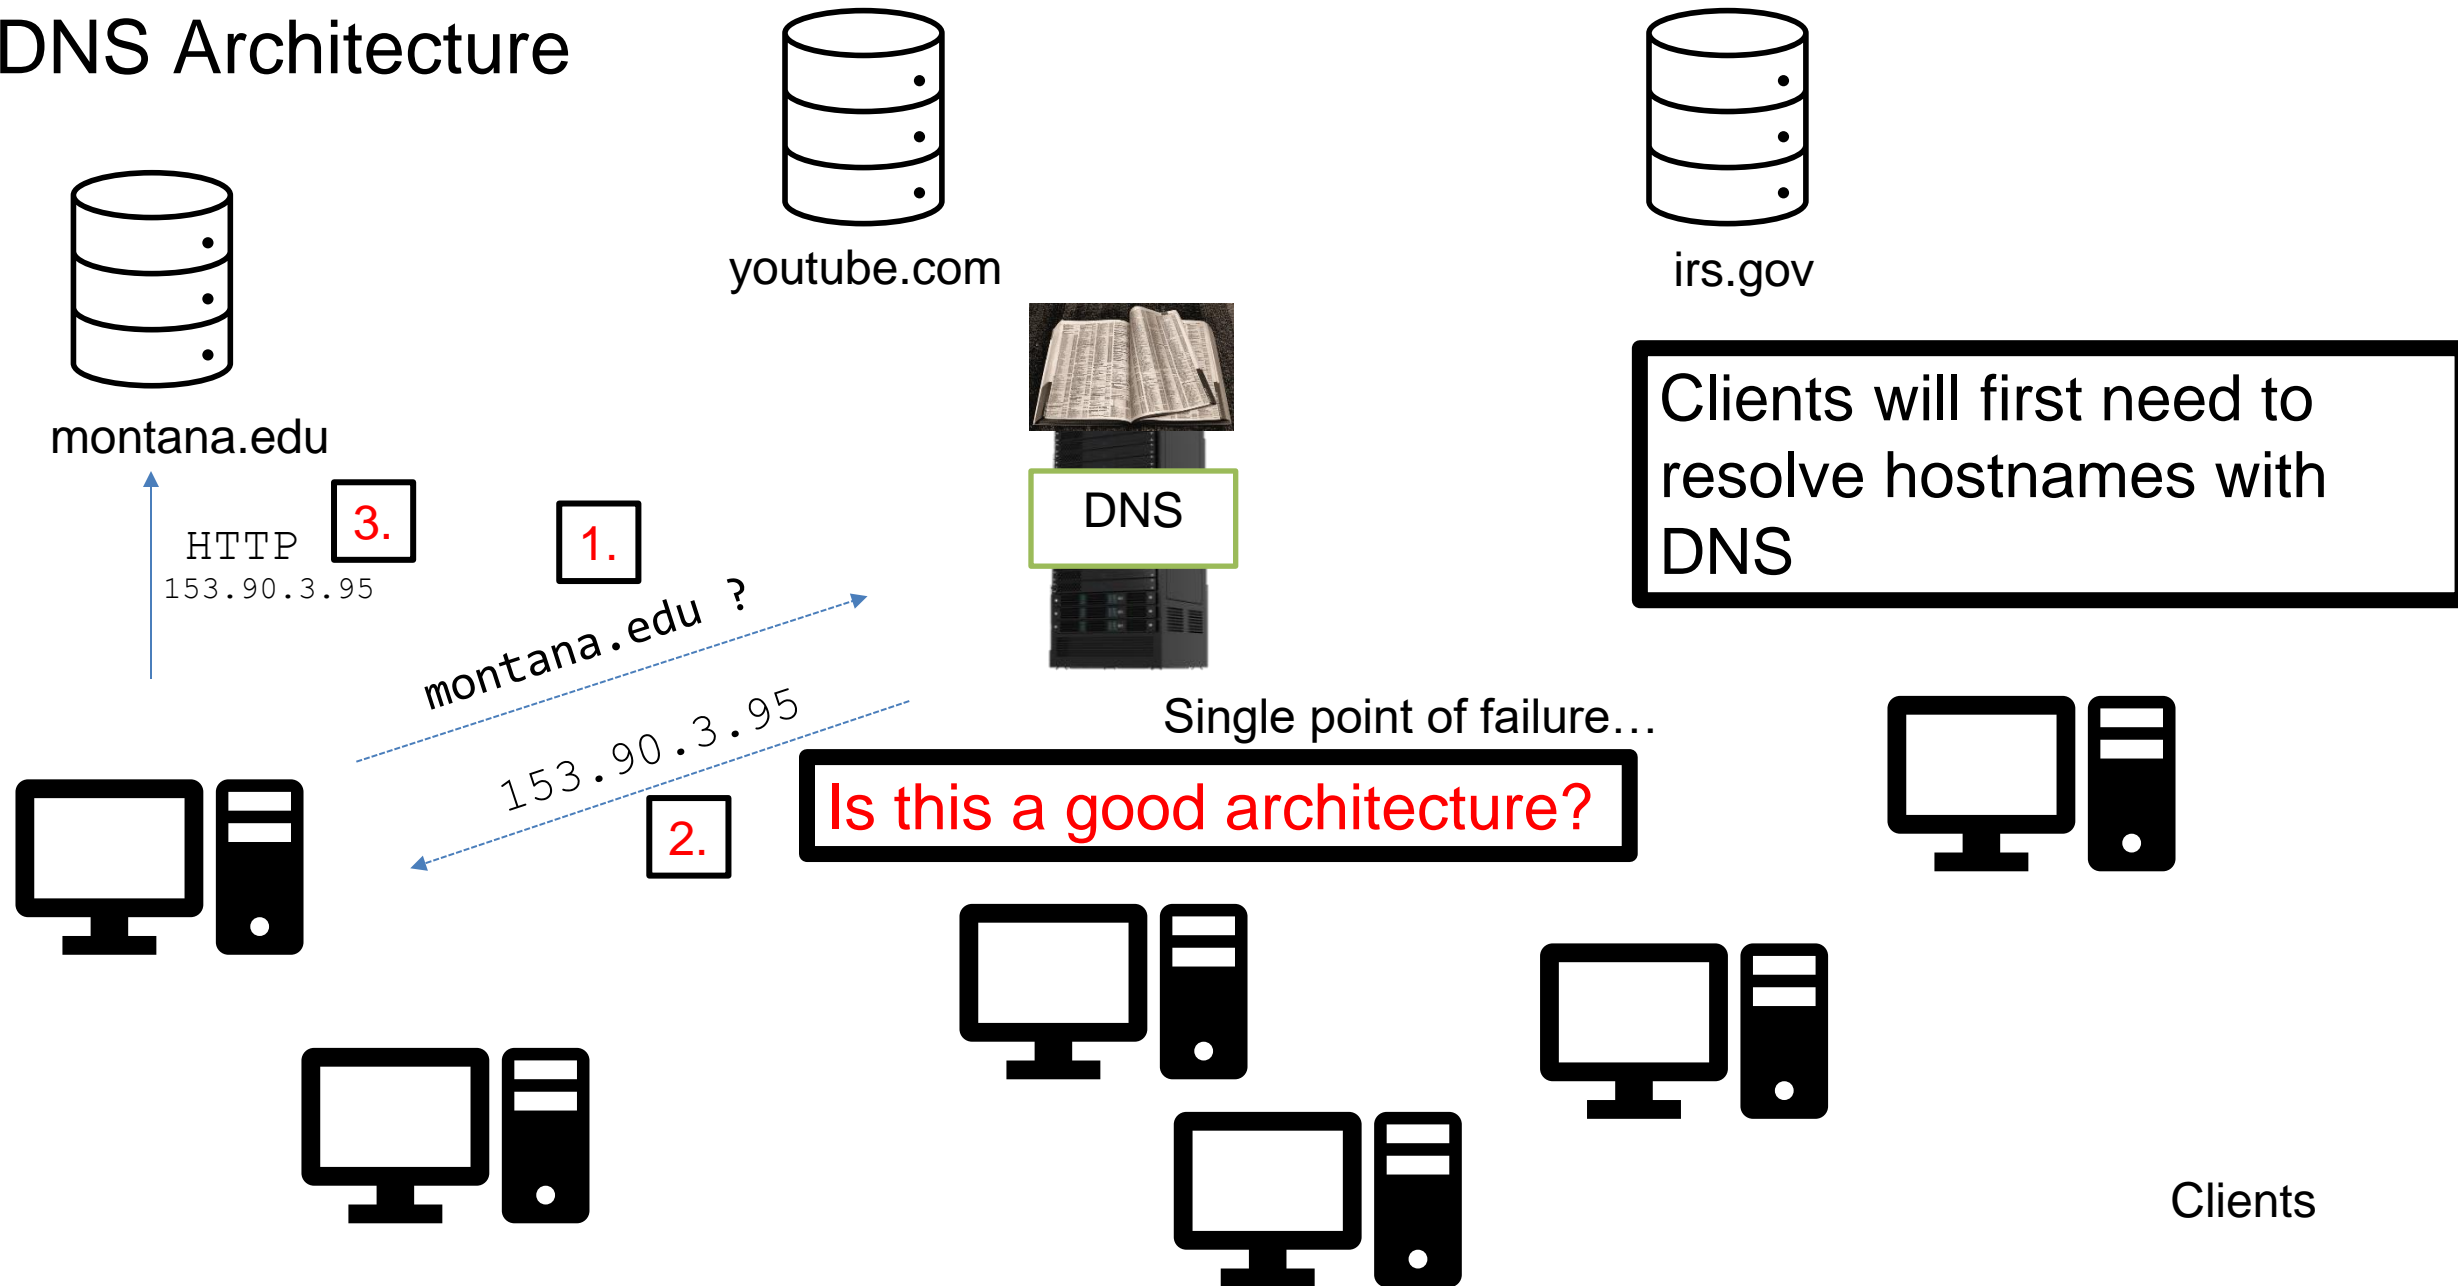 DNS Architecture
youtube.com
irs.gov
montana.edu
Clients will first need to
resolve hostnames with
DNS
DNS
3.
1.
HTTP
153.90.3.95
montana.edu ?
153.90.3.95
2.
Single point of failure…
Is this a good architecture?
Clients